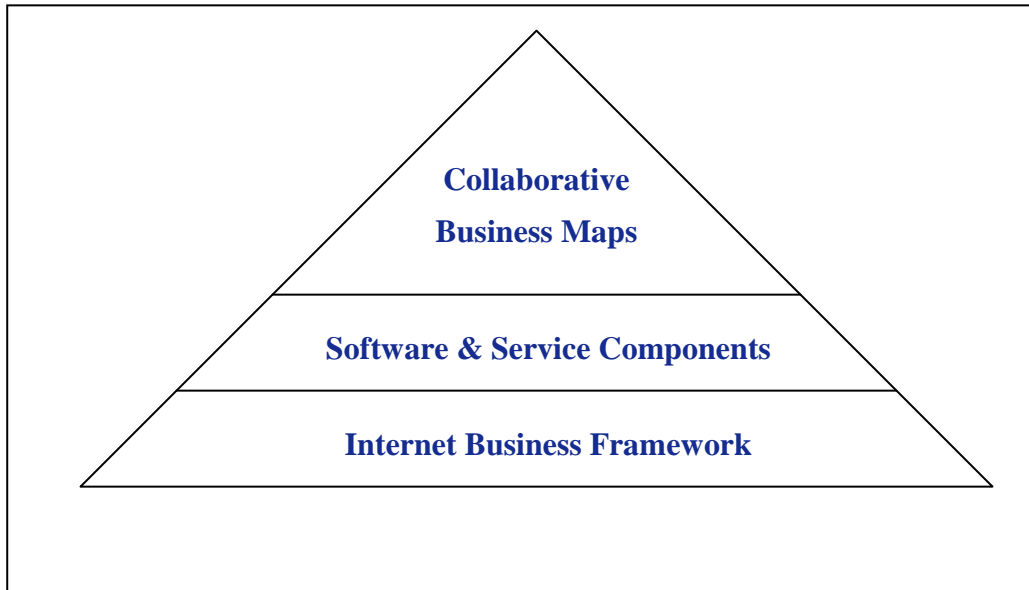 Collaborative
Business Maps
Software & Service Components
Internet Business Framework